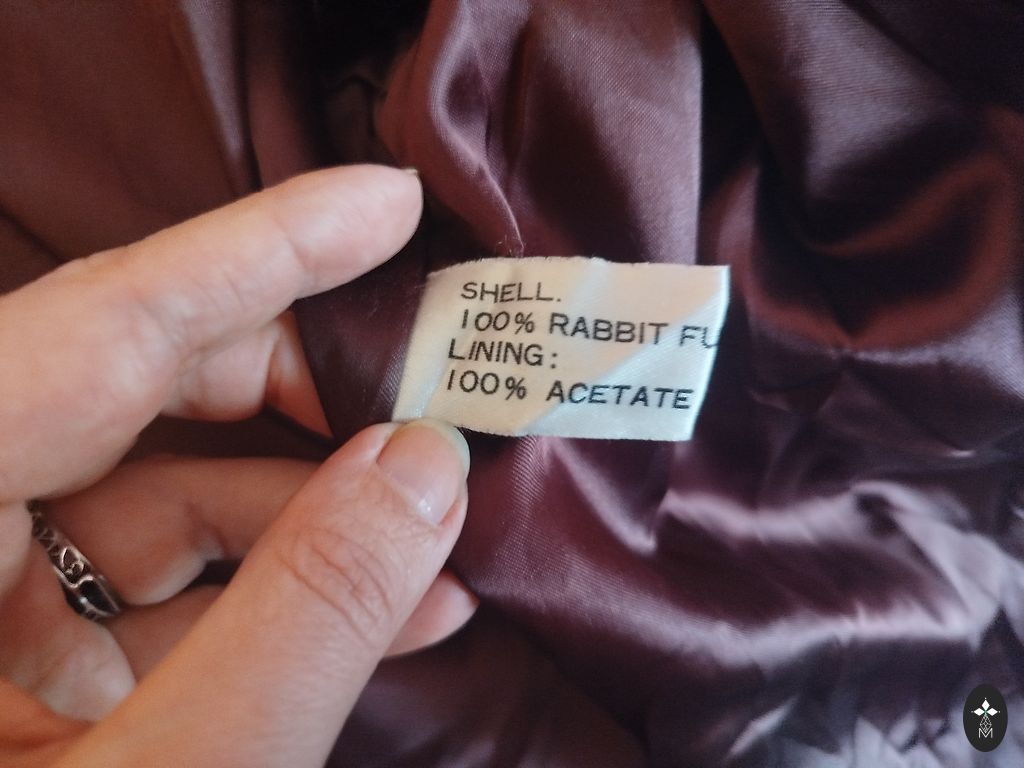 SHELL.
100% RABBIT FU
LINING:
100% ACETATE